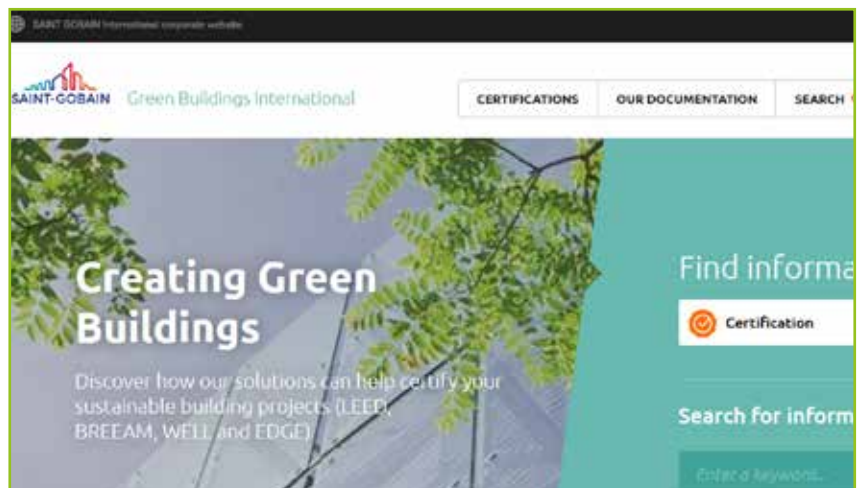 SAINT GOBAIN International corporate website
SAINT-GOBAIN
Green Buildings International
CERTIFICATIONS
OUR DOCUMENTATION
SEARCH
Creating Green
Buildings
Discover how our solutions can help certify your
sustainable building projects (LEED,
BREEAM, WELL and EDGE)
Find informa
Certification
Search for inform
Enter a keyword..